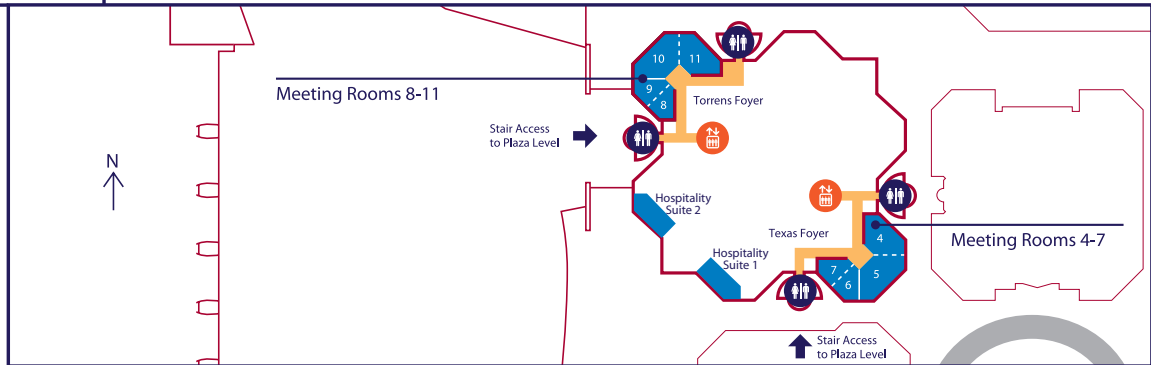 10
11
9
8
Meeting Rooms 8-11
Torrens Foyer
Stair Access
to Plaza Level
N
Hospitality
Suite 2
Texas Foyer
4
Meeting Rooms 4-7
Hospitality
Suite 1
7
6
5
Stair Access
to Plaza Level